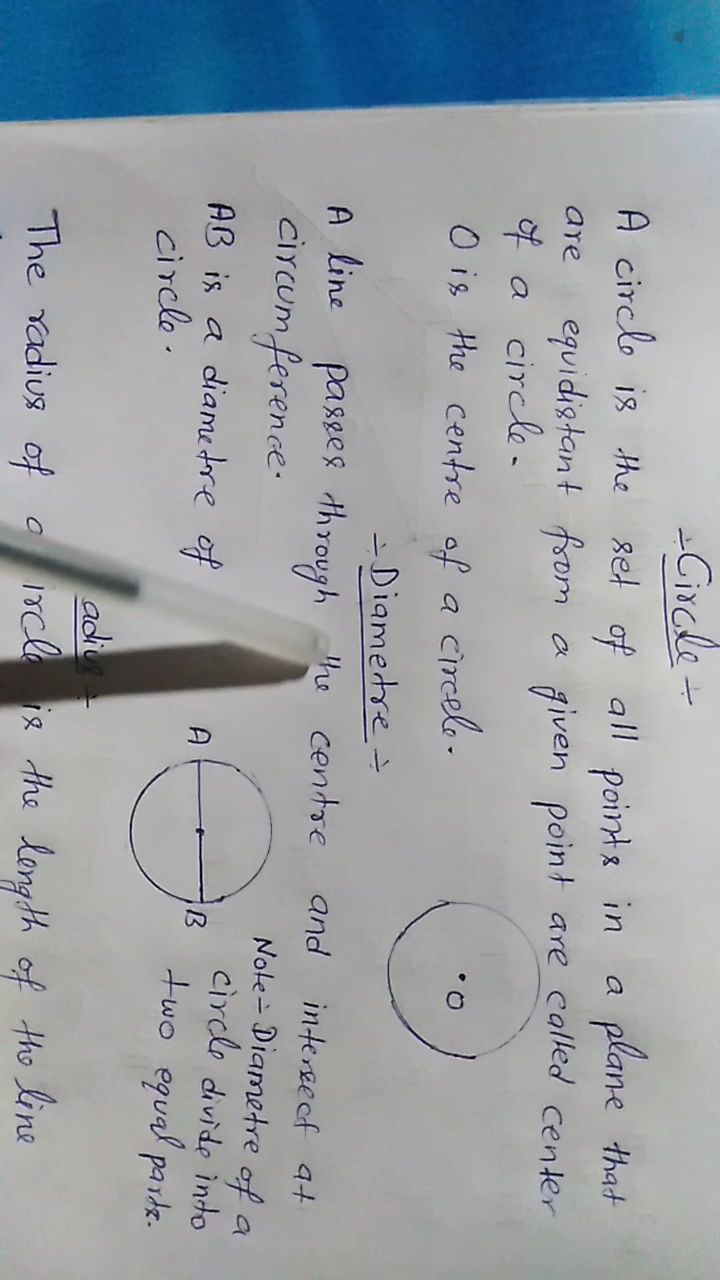 ÷Circle÷
A circle is the set of all points in a plane that
are equidistant from a given point are called center
of a circle.
O is the centre of a circle.
O
÷Diametre÷
A line passes through the centre and intersect at
circumference.
AB is a diametre of
circle.
A
B
Note÷ Diametre of a
circle divide into
two equal parts.
adius÷
The radius of a ircle is the length of the line